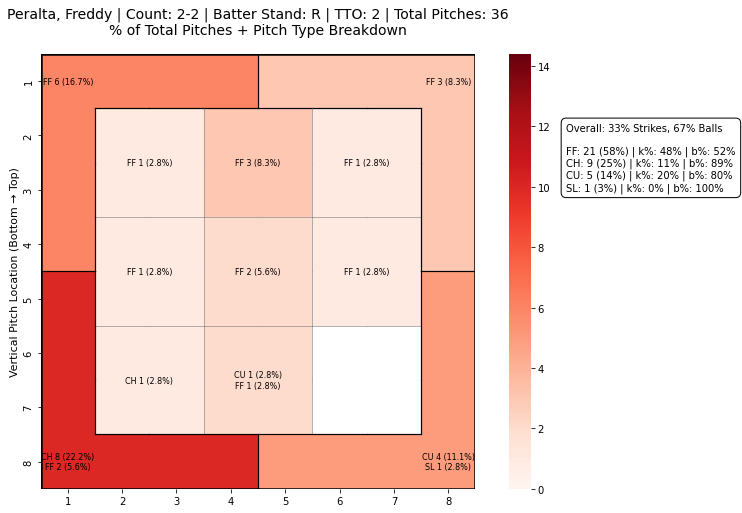 Peralta, Freddy | Count: 2-2 | Batter Stand: R | TTO: 2 | Total Pitches: 36
% of Total Pitches + Pitch Type Breakdown
FF 6 (16.7%)
FF 3 (8.3%)
FF 1 (2.8%)
FF 3 (8.3%)
FF 1 (2.8%)
FF 1 (2.8%)
FF 2 (5.6%)
FF 1 (2.8%)
CH 1 (2.8%)
CU 1 (2.8%)
FF 1 (2.8%)
CH 8 (22.2%)
FF 2 (5.6%)
CU 4 (11.1%)
SL 1 (2.8%)
Vertical Pitch Location (Bottom → Top)
1
2
3
4
5
6
7
8
1
2
3
4
5
6
7
8
14
12
10
8
6
4
2
0
Overall: 33% Strikes, 67% Balls
FF: 21 (58%) | k%: 48% | b%: 52%
CH: 9 (25%) | k%: 11% | b%: 89%
CU: 5 (14%) | k%: 20% | b%: 80%
SL: 1 (3%) | k%: 0% | b%: 100%